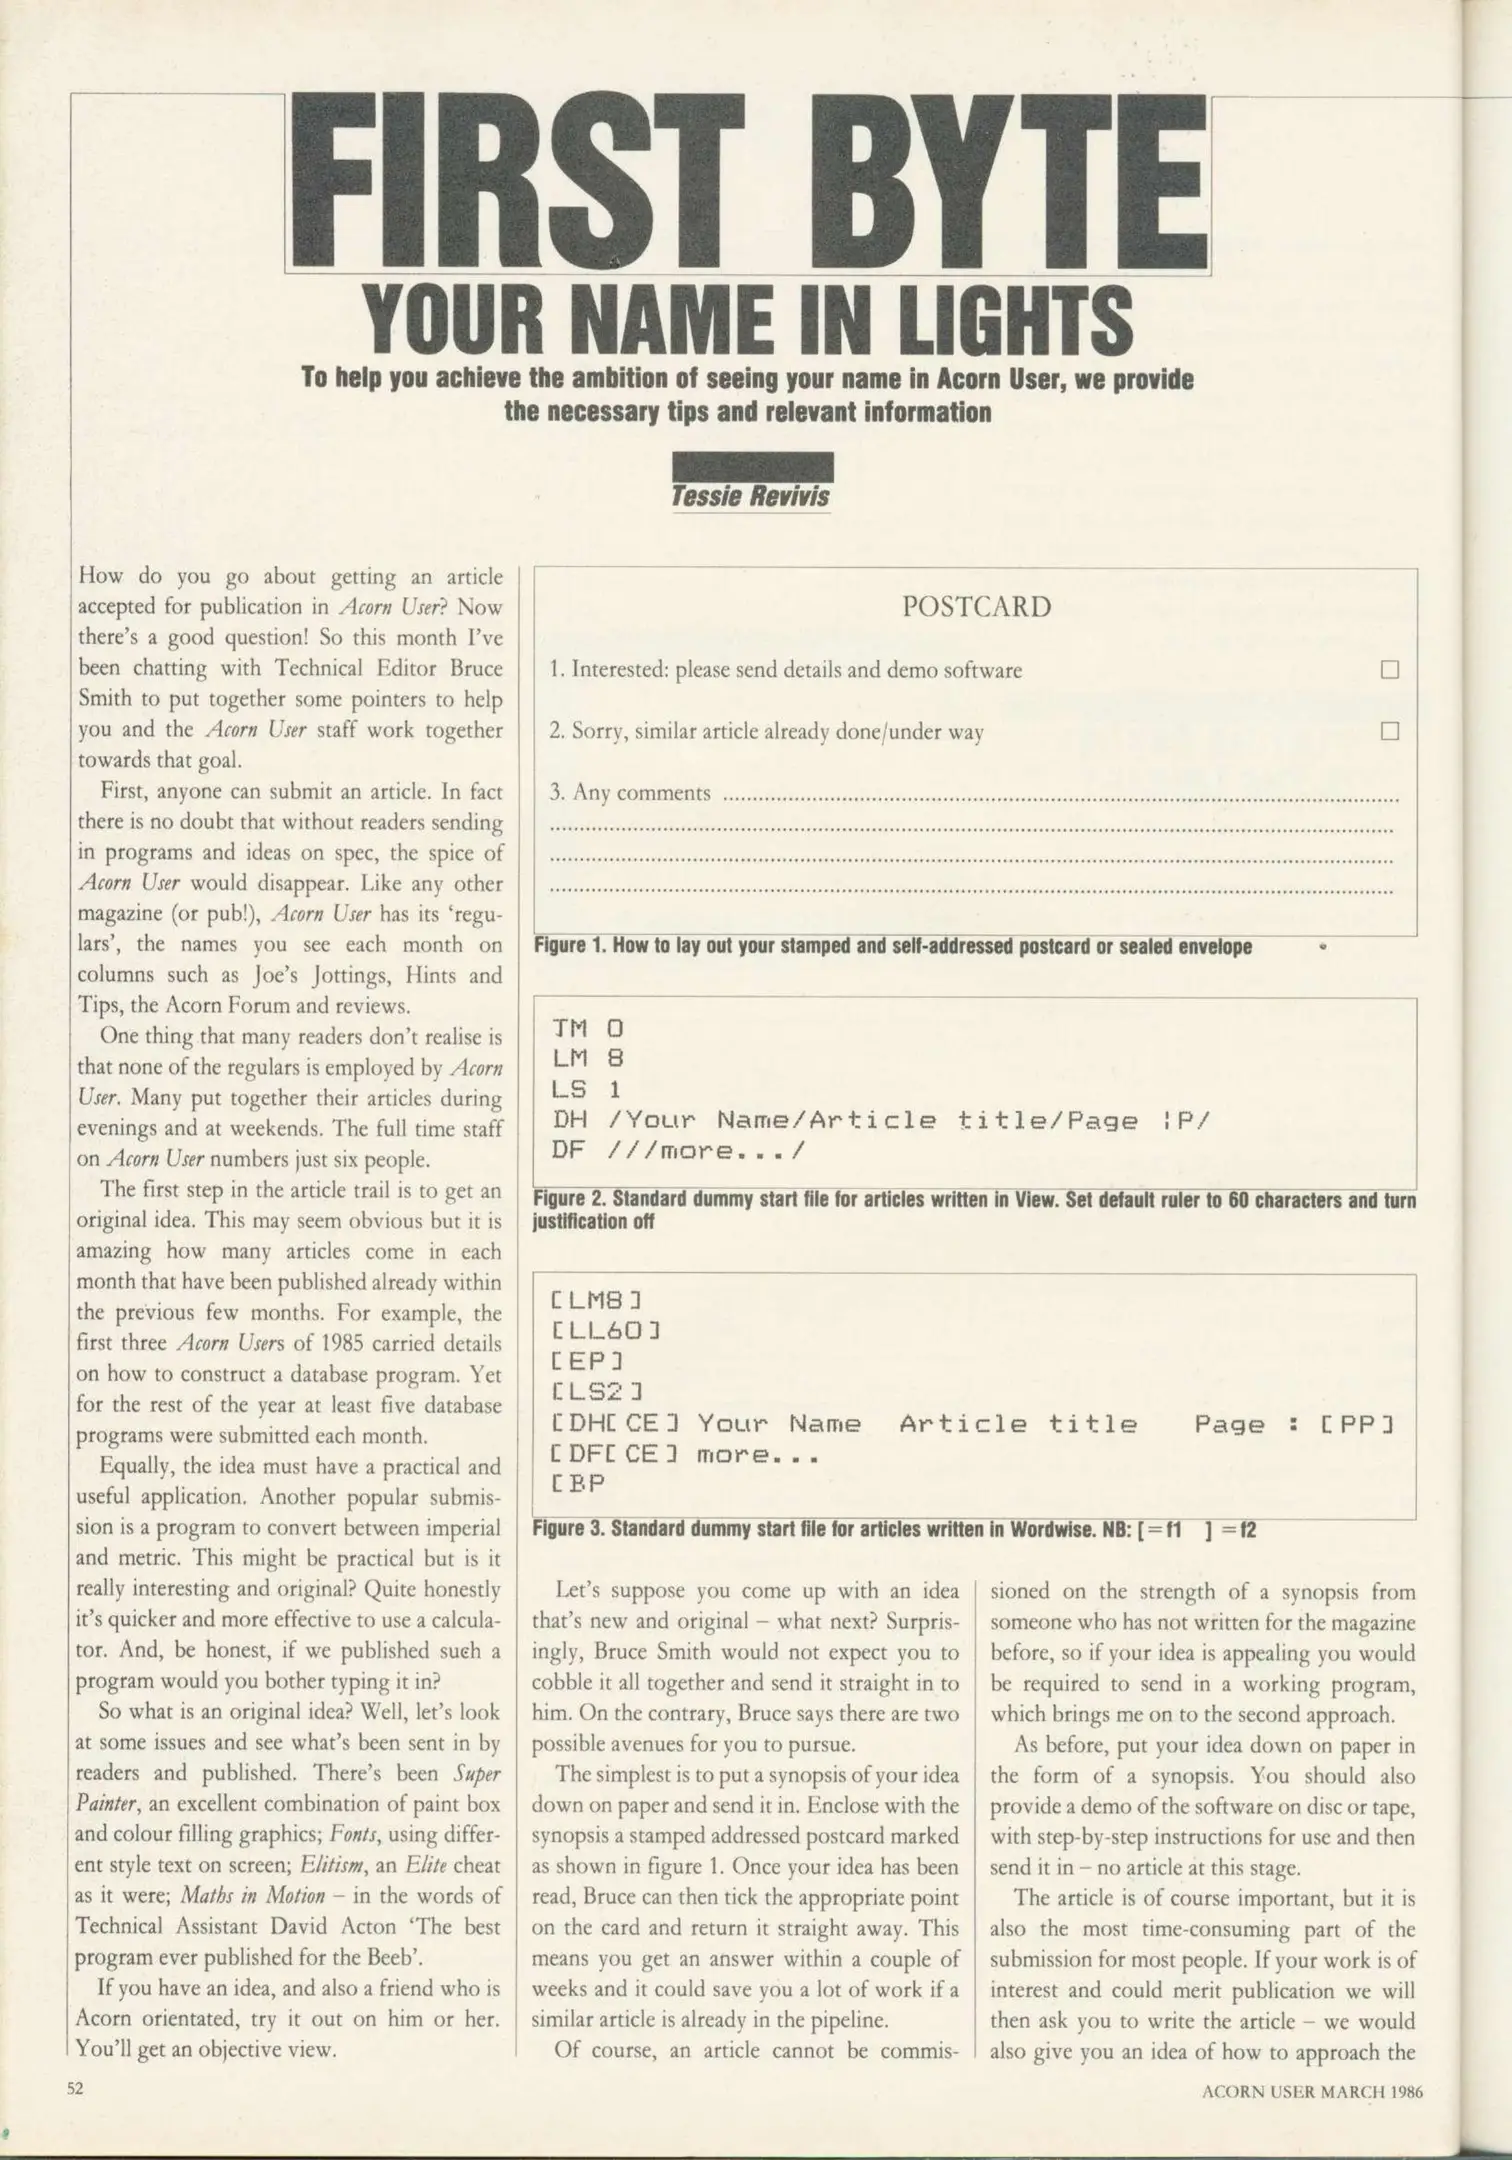 FIRST BYTE
YOUR NAME IN LIGHTS
To help you achieve the ambition of seeing your name in Acorn User, we provide
the necessary tips and relevant information
Tessie Revivis
How do you go about getting an article
accepted for publication in Acorn User? Now
there's a good question! So this month I've
been chatting with Technical Editor Bruce
Smith to put together some pointers to help
you and the Acorn User staff work together
towards that goal.
First, anyone can submit an article. In fact
there is no doubt that without readers sending
in programs and ideas on spec, the spice of
Acorn User would disappear. Like any other
magazine (or pub!), Acorn User has its 'regu-
lars', the names you see each month on
columns such as Joe's Jottings, Hints and
Tips, the Acorn Forum and reviews.
One thing that many readers don't realise is
that none of the regulars is employed by Acorn
User. Many put together their articles during
evenings and at weekends. The full time staff
on Acorn User numbers just six people.
The first step in the article trail is to get an
original idea. This may seem obvious but it is
amazing how many articles come in each
month that have been published already within
the previous few months. For example, the
first three Acorn Users of 1985 carried details
on how to construct a database program. Yet
for the rest of the year at least five database
programs were submitted each month.
Equally, the idea must have a practical and
useful application. Another popular submis-
sion is a program to convert between imperial
and metric. This might be practical but is it
really interesting and original? Quite honestly
it's quicker and more effective to use a calcula-
tor. And, be honest, if we published such a
program would you bother typing it in?
So what is an original idea? Well, let's look
at some issues and see what's been sent in by
readers and published. There's been Super
Painter, an excellent combination of paint box
and colour filling graphics; Fonts, using differ-
ent style text on screen; Elitism, an Elite cheat
as it were; Maths in Motion – in the words of
Technical Assistant David Acton 'The best
program ever published for the Beeb'.
If you have an idea, and also a friend who is
Acorn orientated, try it out on him or her.
You'll get an objective view.
POSTCARD
1. Interested: please send details and demo software □
2. Sorry, similar article already done/under way □
3. Any comments
Figure 1. How to lay out your stamped and self-addressed postcard or sealed envelope
TM 0
LM 8
LS 1
DH /Your Name/Article title/Page ¦P/
DF ///more.../
Figure 2. Standard dummy start file for articles written in View. Set default ruler to 60 characters and turn
justification off
[LM8]
[LL60]
[EP]
[LS2]
[DH[CE] Your Name Article title Page : [PP]
[DF[CE] more...
[BP
Figure 3. Standard dummy start file for articles written in Wordwise. NB: [=f1 ] =f2
Let's suppose you come up with an idea
that's new and original – what next? Surpris-
ingly, Bruce Smith would not expect you to
cobble it all together and send it straight in to
him. On the contrary, Bruce says there are two
possible avenues for you to pursue.
The simplest is to put a synopsis of your idea
down on paper and send it in. Enclose with the
synopsis a stamped addressed postcard marked
as shown in figure 1. Once your idea has been
read, Bruce can then tick the appropriate point
on the card and return it straight away. This
means you get an answer within a couple of
weeks and it could save you a lot of work if a
similar article is already in the pipeline.
Of course, an article cannot be commis-
sioned on the strength of a synopsis from
someone who has not written for the magazine
before, so if your idea is appealing you would
be required to send in a working program,
which brings me on to the second approach.
As before, put your idea down on paper in
the form of a synopsis. You should also
provide a demo of the software on disc or tape,
with step-by-step instructions for use and then
send it in – no article at this stage.
The article is of course important, but it is
also the most time-consuming part of the
submission for most people. If your work is of
interest and could merit publication we will
then ask you to write the article – we would
also give you an idea of how to approach the
52
ACORN USER MARCH 1986